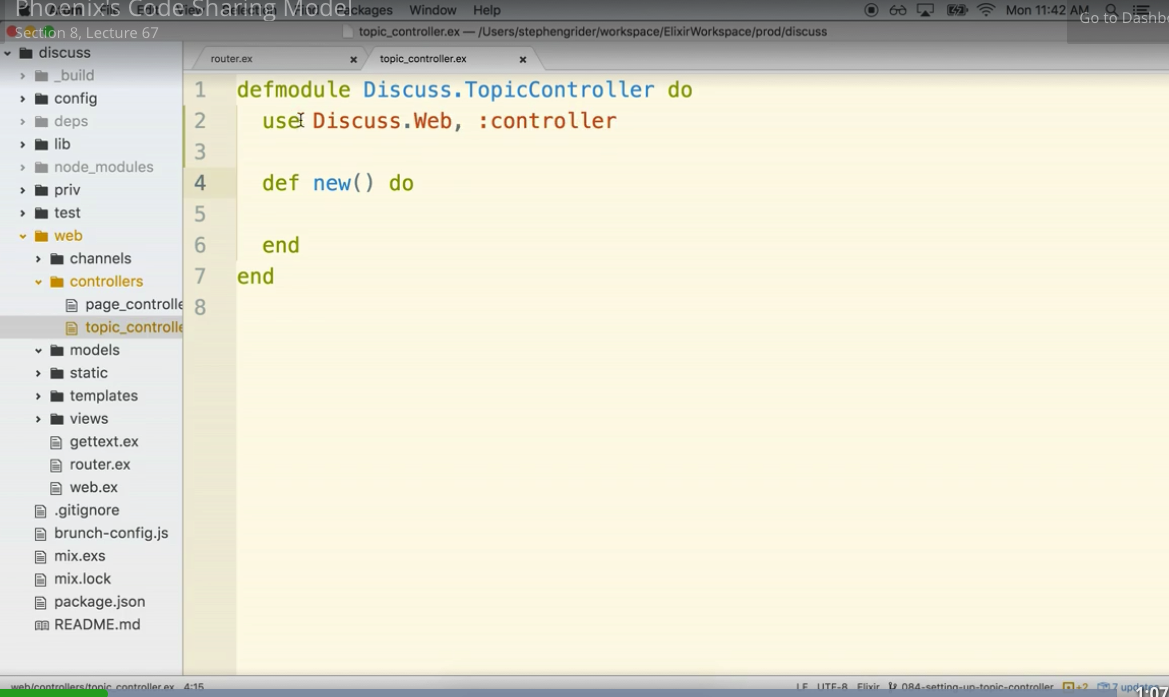 Phoenix's Code Sharing Model
Packages Window Help
Mon 11:42 AM
Go to Dashb
Section 8, Lecture 67
topic_controller.ex — /Users/stephengrider/workspace/ElixirWorkspace/prod/discuss
discuss
router.ex
topic_controller.ex
_build
config
deps
lib
node_modules
priv
test
web
channels
controllers
page_controlle
topic_controlle
models
static
templates
views
gettext.ex
router.ex
web.ex
.gitignore
brunch-config.js
mix.exs
mix.lock
package.json
README.md
1 defmodule Discuss.TopicController do
2 use Discuss.Web, :controller
3
4 def new() do
5
6 end
7 end
8
web/controllers/topic_controller.ex 4:15
LF UTF-8 Elixir 084-setting-up-topic-controller +2 7 updates
1:07